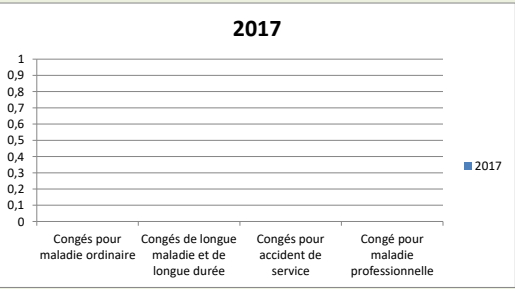 2017
1
0,9
0,8
0,7
0,6
0,5
0,4
0,3
0,2
0,1
0
Congés pour
maladie ordinaire
Congés de longue
maladie et de
longue durée
Congés pour
accident de
service
Congé pour
maladie
professionnelle
2017